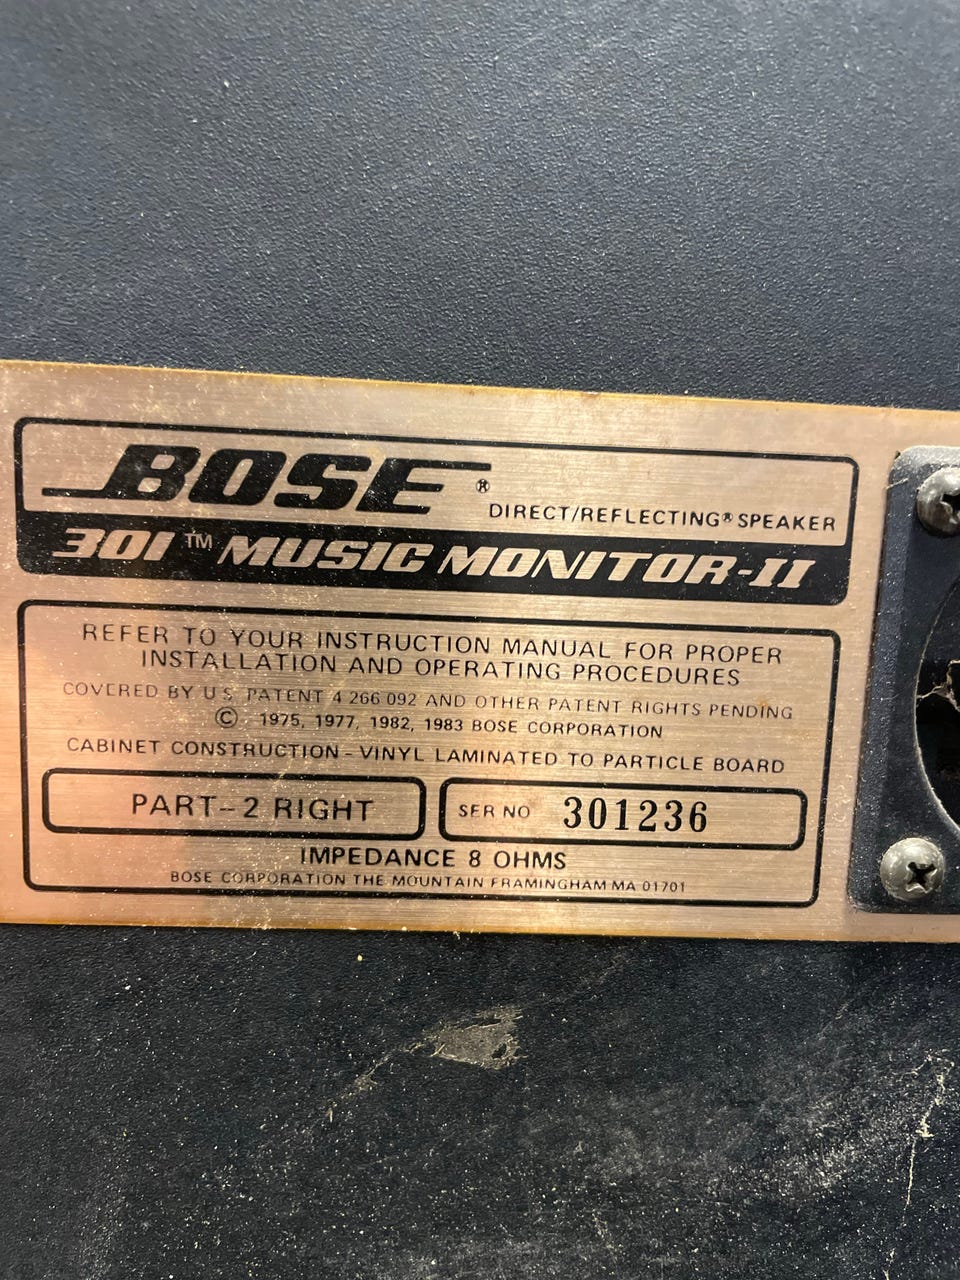 BOSE®
DIRECT/REFLECTING® SPEAKER
301™ MUSIC MONITOR-II
REFER TO YOUR INSTRUCTION MANUAL FOR PROPER
INSTALLATION AND OPERATING PROCEDURES
COVERED BY U.S. PATENT 4 266 092 AND OTHER PATENT RIGHTS PENDING
© 1975, 1977, 1982, 1983 BOSE CORPORATION
CABINET CONSTRUCTION - VINYL LAMINATED TO PARTICLE BOARD
PART--2 RIGHT
SER NO 301236
IMPEDANCE 8 OHMS
BOSE CORPORATION THE MOUNTAIN FRAMINGHAM MA 01701